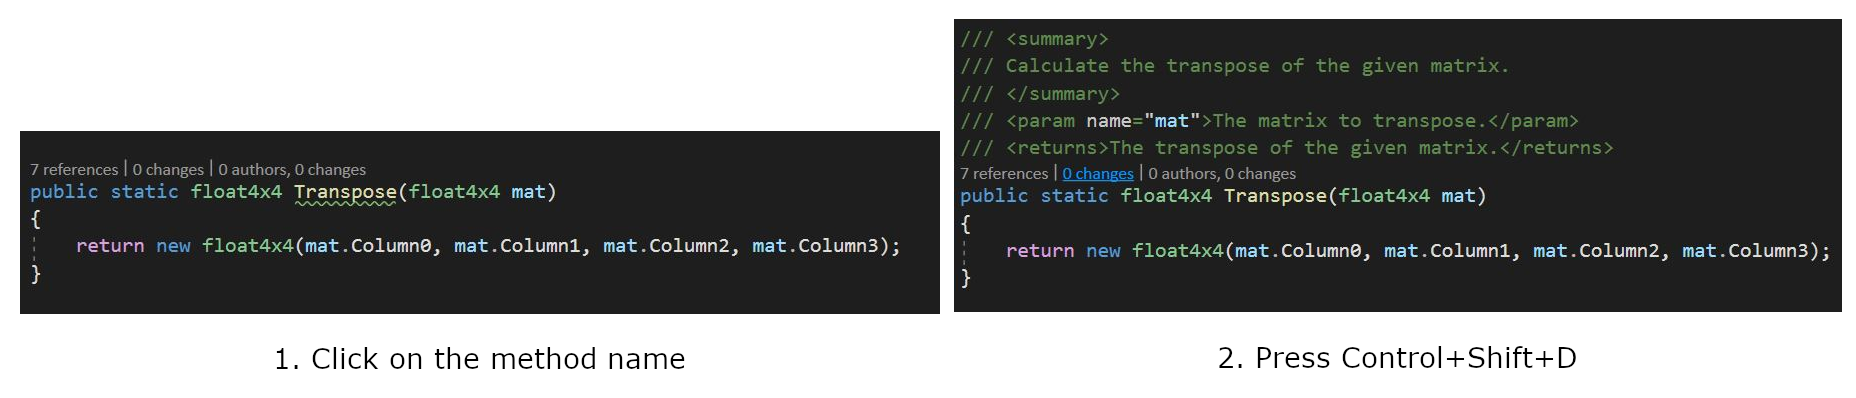 7 references | 0 changes | 0 authors, 0 changes
public static float4x4 Transpose(float4x4 mat)
{
return new float4x4(mat.Column0, mat.Column1, mat.Column2, mat.Column3);
}
1. Click on the method name
/// <summary>
/// Calculate the transpose of the given matrix.
/// </summary>
/// <param name="mat">The matrix to transpose.</param>
/// <returns>The transpose of the given matrix.</returns>
7 references | 0 changes | 0 authors, 0 changes
public static float4x4 Transpose(float4x4 mat)
{
return new float4x4(mat.Column0, mat.Column1, mat.Column2, mat.Column3);
}
2. Press Control+Shift+D